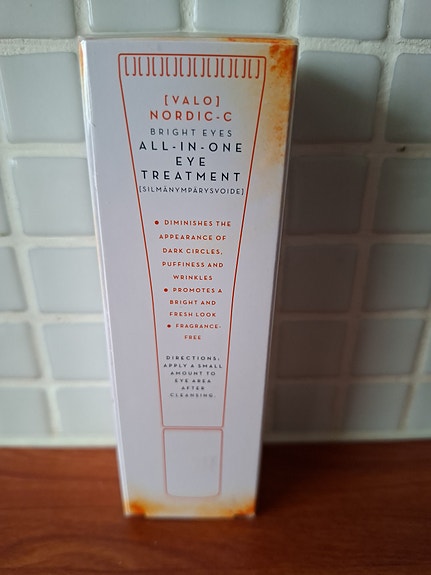 [VALO]
NORDIC-C
BRIGHT EYES
ALL-IN-ONE
EYE
TREATMENT
[SILMÄNYMPÄRYSVOIDE]
● DIMINISHES THE
APPEARANCE OF
DARK CIRCLES,
PUFFINESS AND
WRINKLES
● PROMOTES A
BRIGHT AND
FRESH LOOK
● FRAGRANCE-
FREE
DIRECTIONS:
APPLY A SMALL
AMOUNT TO
EYE AREA
AFTER
CLEANSING.